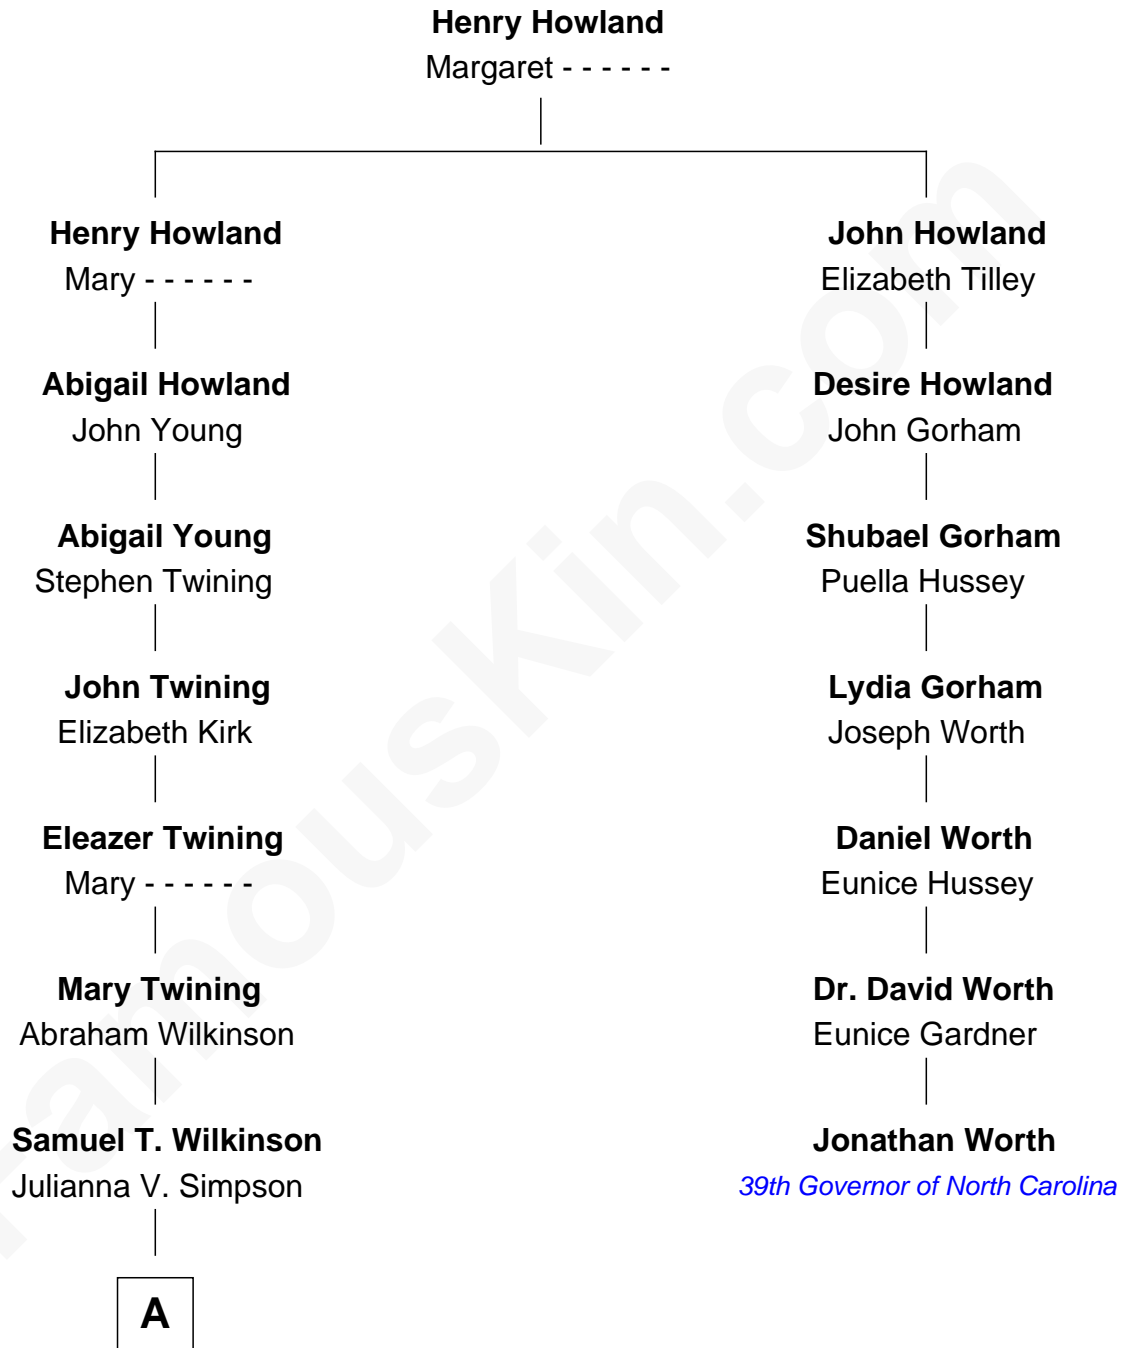 Henry Howland
Margaret - - - - - -
Henry Howland
Mary - - - - - -
John Howland
Elizabeth Tilley
Abigail Howland
John Young
Desire Howland
John Gorham
Abigail Young
Stephen Twining
Shubael Gorham
Puella Hussey
John Twining
Elizabeth Kirk
Lydia Gorham
Joseph Worth
Eleazer Twining
Mary - - - - - -
Daniel Worth
Eunice Hussey
Mary Twining
Abraham Wilkinson
Dr. David Worth
Eunice Gardner
Samuel T. Wilkinson
Julianna V. Simpson
Jonathan Worth
39th Governor of North Carolina
A
FamousKin.com